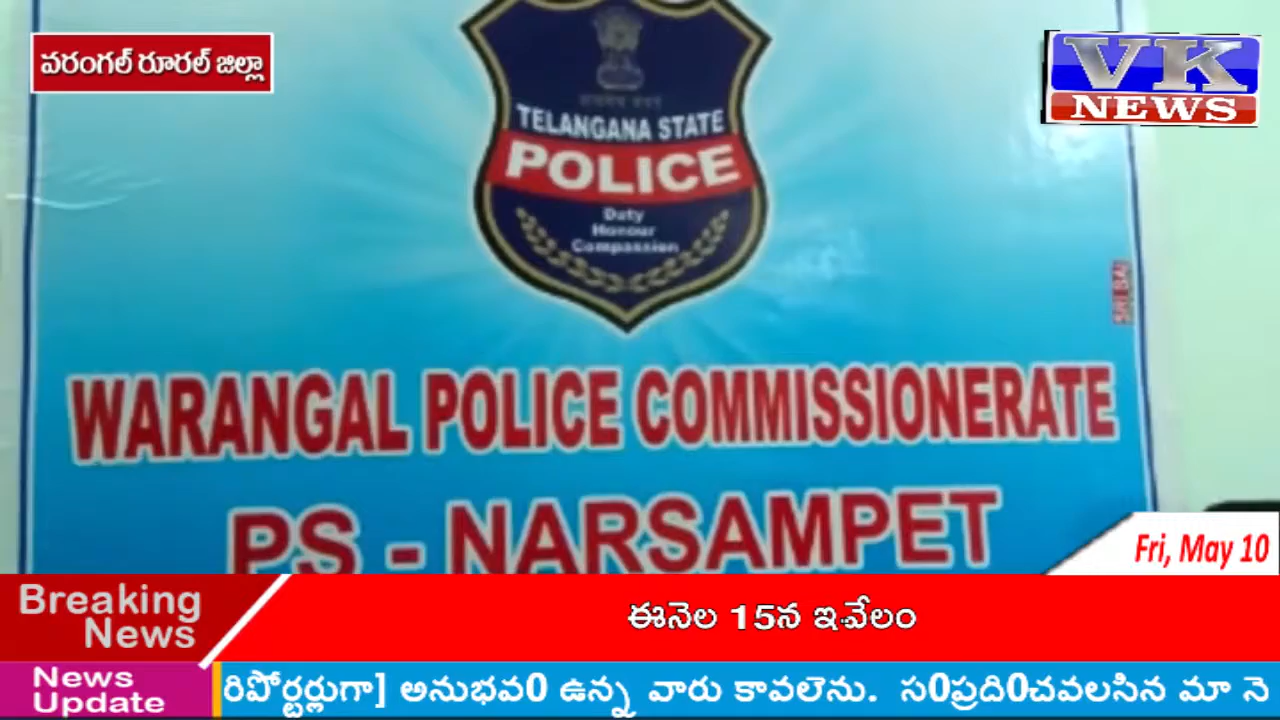 వరంగల్ రూరల్ జిల్లా
VK
NEWS
TELANGANA STATE
POLICE
Duty
Honour
Compassion
WARANGAL POLICE COMMISSIONERATE
PS - NARSAMPET
Fri, May 10
Breaking
News
ఈనెల 15న ఇ-వేలం
News
Update
రిపోర్టర్లుగా] అనుభవ0 ఉన్న వారు కావలెను. స0ప్రది0చవలసిన మా నె